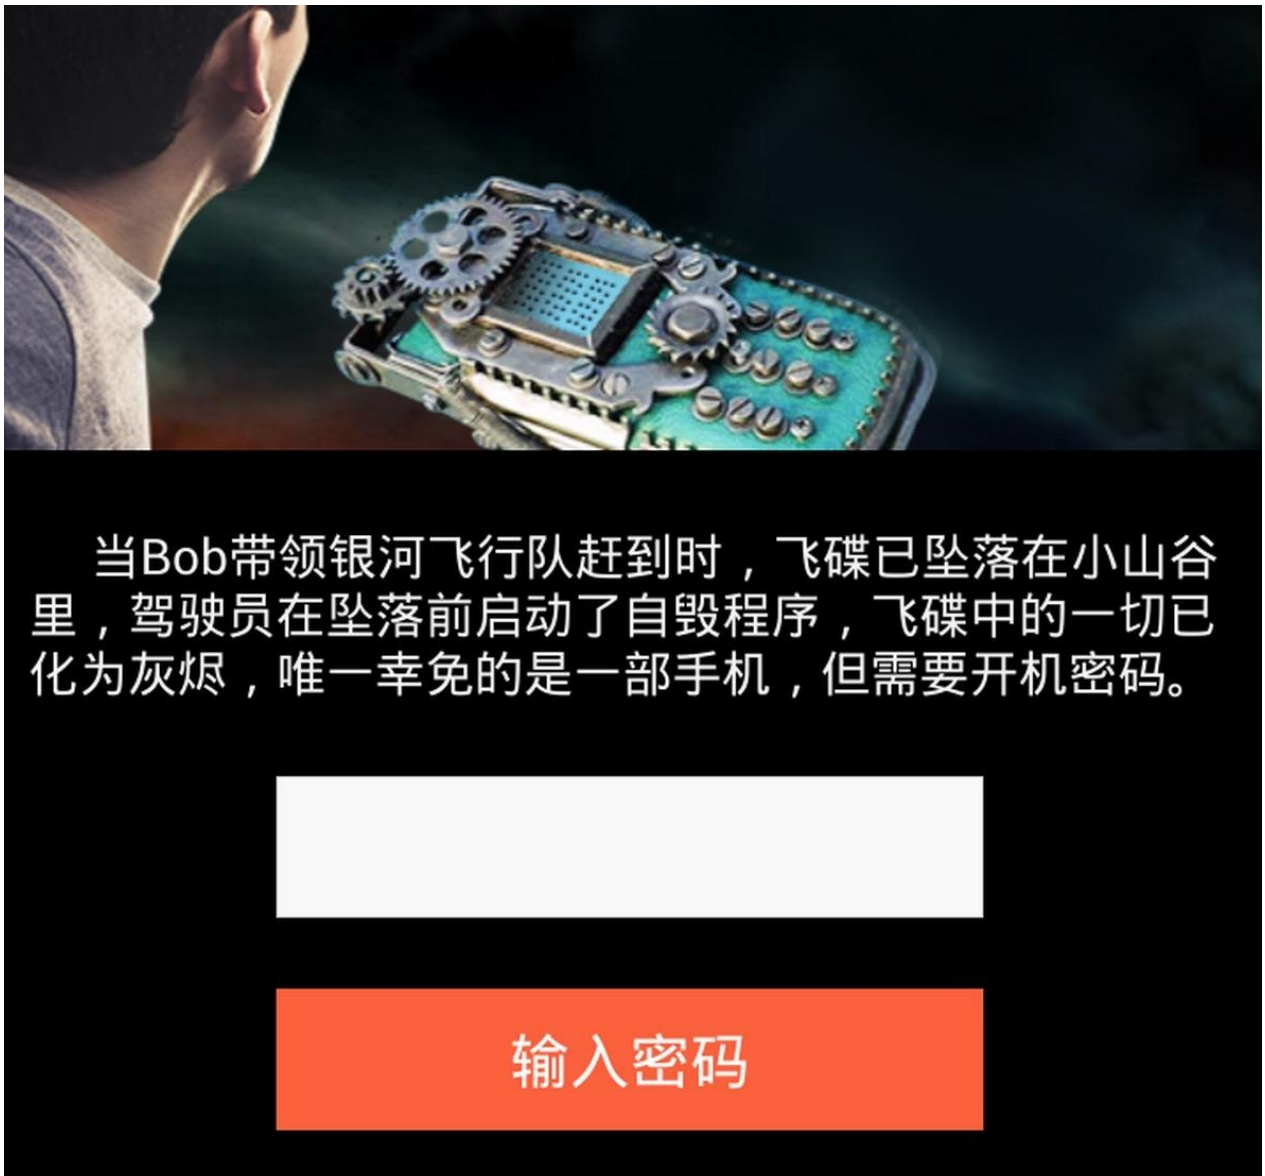 当Bob带领银河飞行队赶到时，飞碟已坠落在小山谷
里，驾驶员在坠落前启动了自毁程序，飞碟中的一切已
化为灰烬，唯一幸免的是一部手机，但需要开机密码。
输入密码